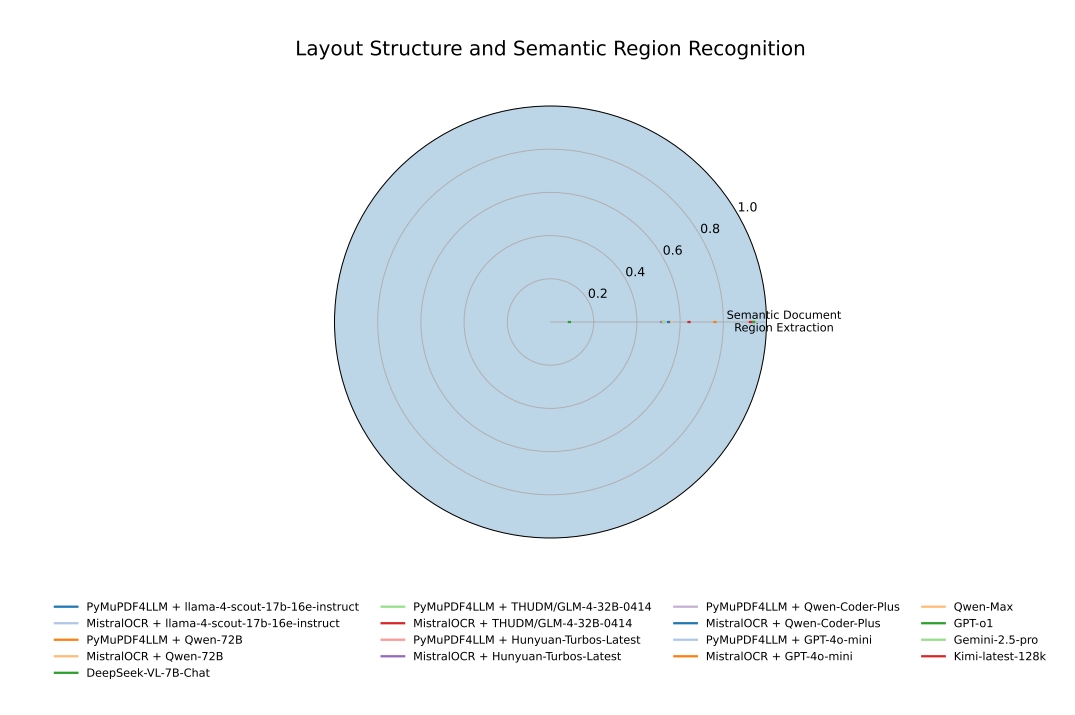 Layout Structure and Semantic Region Recognition
1.0
0.8
0.6
0.4
0.2
Semantic Document
Region Extraction
PyMuPDF4LLM + llama-4-scout-17b-16e-instruct
MistralOCR + llama-4-scout-17b-16e-instruct
PyMuPDF4LLM + Qwen-72B
MistralOCR + Qwen-72B
DeepSeek-VL-7B-Chat
PyMuPDF4LLM + THUDM/GLM-4-32B-0414
MistralOCR + THUDM/GLM-4-32B-0414
PyMuPDF4LLM + Hunyuan-Turbos-Latest
MistralOCR + Hunyuan-Turbos-Latest
PyMuPDF4LLM + Qwen-Coder-Plus
MistralOCR + Qwen-Coder-Plus
PyMuPDF4LLM + GPT-4o-mini
MistralOCR + GPT-4o-mini
Qwen-Max
GPT-o1
Gemini-2.5-pro
Kimi-latest-128k